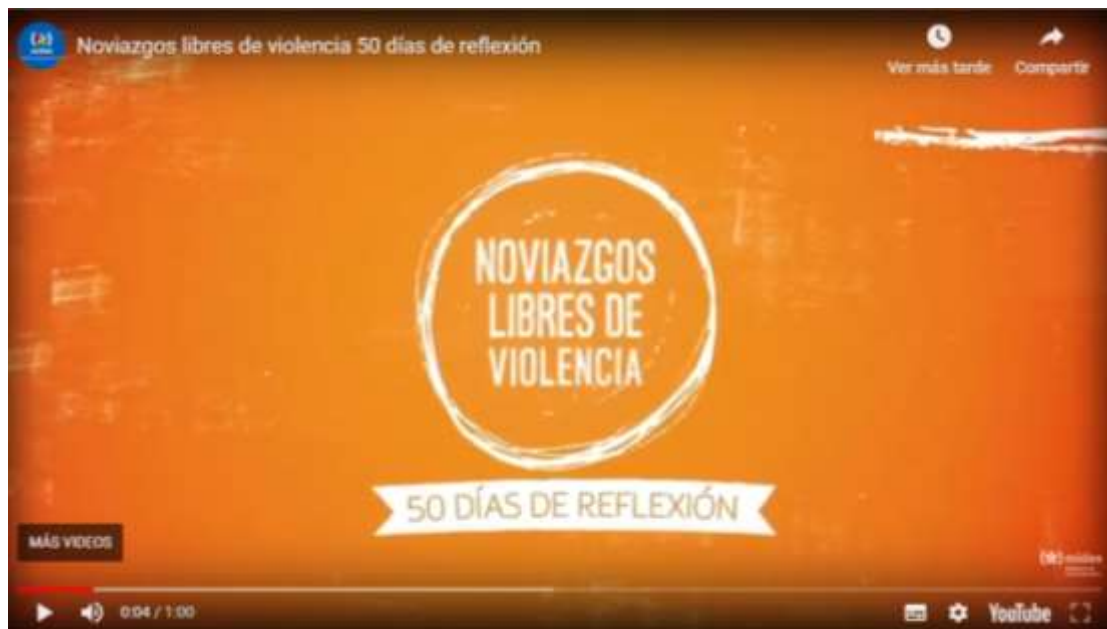 Noviazgos libres de violencia 50 días de reflexión
Ver más tarde
Compartir
NOVIAZGOS
LIBRES DE
VIOLENCIA
50 DÍAS DE REFLEXIÓN
MÁS VIDEOS
mides
0:04 / 1:00
YouTube